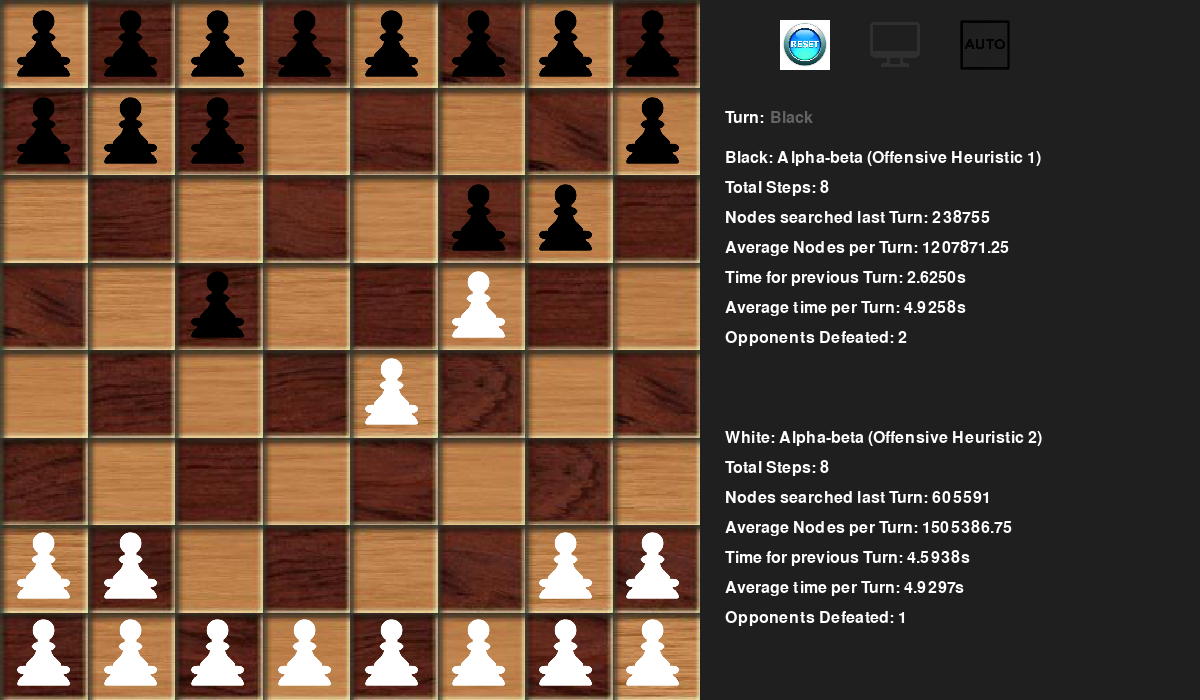 RESET
AUTO
Turn: Black
Black: Alpha-beta (Offensive Heuristic 1)
Total Steps: 8
Nodes searched last Turn: 238755
Average Nodes per Turn: 1207871.25
Time for previous Turn: 2.6250s
Average time per Turn: 4.9258s
Opponents Defeated: 2
White: Alpha-beta (Offensive Heuristic 2)
Total Steps: 8
Nodes searched last Turn: 605591
Average Nodes per Turn: 1505386.75
Time for previous Turn: 4.5938s
Average time per Turn: 4.9297s
Opponents Defeated: 1